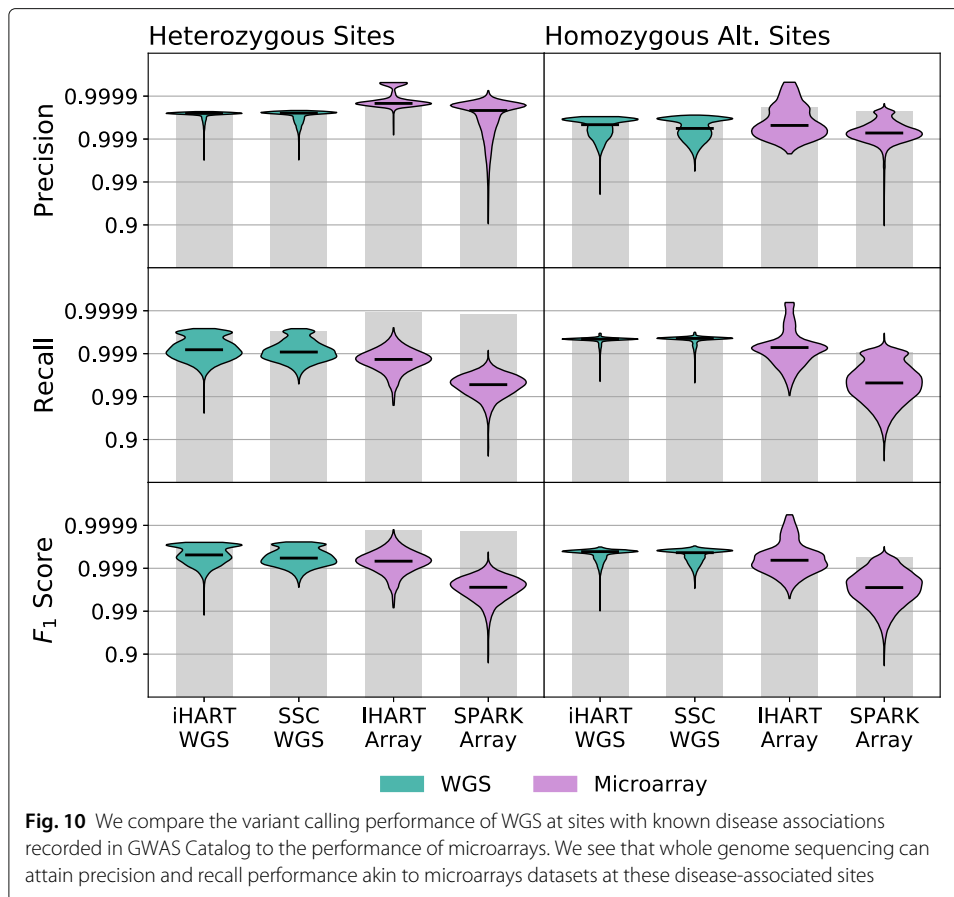 Heterozygous Sites
Homozygous Alt. Sites
Precision
0.9999
0.999
0.99
0.9
Recall
0.9999
0.999
0.99
0.9
F1 Score
0.9999
0.999
0.99
0.9
iHART WGS
SSC WGS
IHART Array
SPARK Array
iHART WGS
SSC WGS
IHART Array
SPARK Array
WGS
Microarray
Fig. 10 We compare the variant calling performance of WGS at sites with known disease associations
recorded in GWAS Catalog to the performance of microarrays. We see that whole genome sequencing can
attain precision and recall performance akin to microarrays datasets at these disease-associated sites